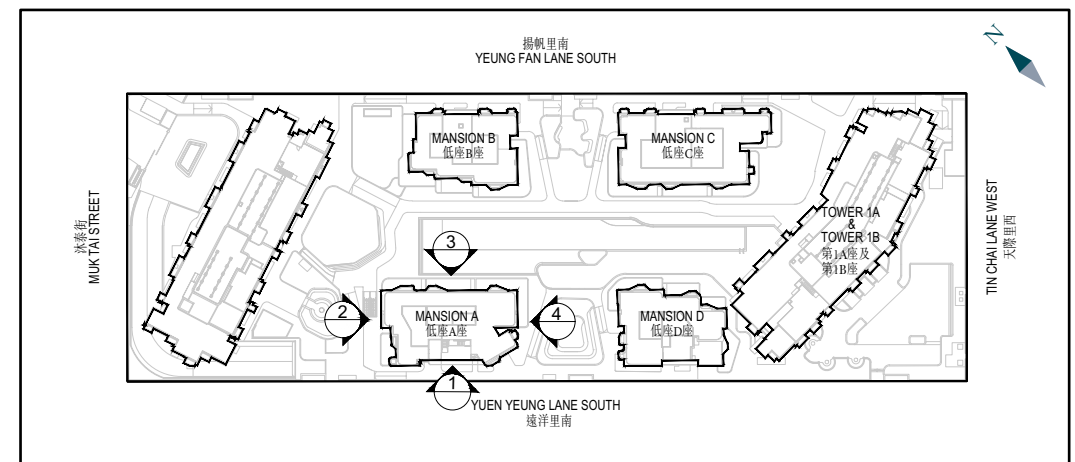 N
揚帆里南
YEUNG FAN LANE SOUTH
MANSION B
低座B座
MANSION C
低座C座
沐泰街
MUK TAI STREET
TOWER 1A
&
TOWER 1B
第1A座及
第1B座
TIN CHAI LANE WEST
天際里西
3
2
MANSION A
低座A座
4
MANSION D
低座D座
1
YUEN YEUNG LANE SOUTH
遠洋里南